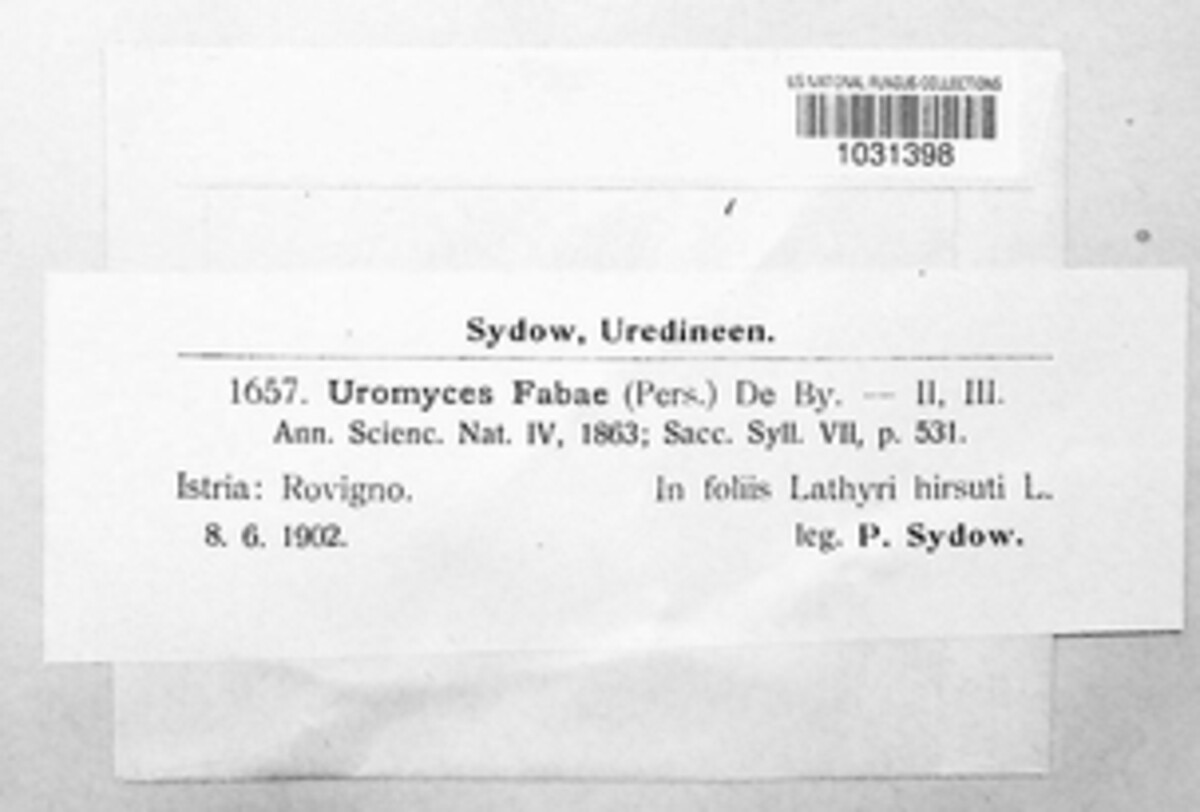 US NATIONAL FUNGUS COLLECTIONS
1031398
Sydow, Uredineen.
1657. Uromyces Fabae (Pers.) De By. — II, III.
Ann. Scienc. Nat. IV, 1863; Sacc. Syll. VII, p. 531.
Istria: Rovigno. In foliis Lathyri hirsuti L.
8. 6. 1902. leg. P. Sydow.